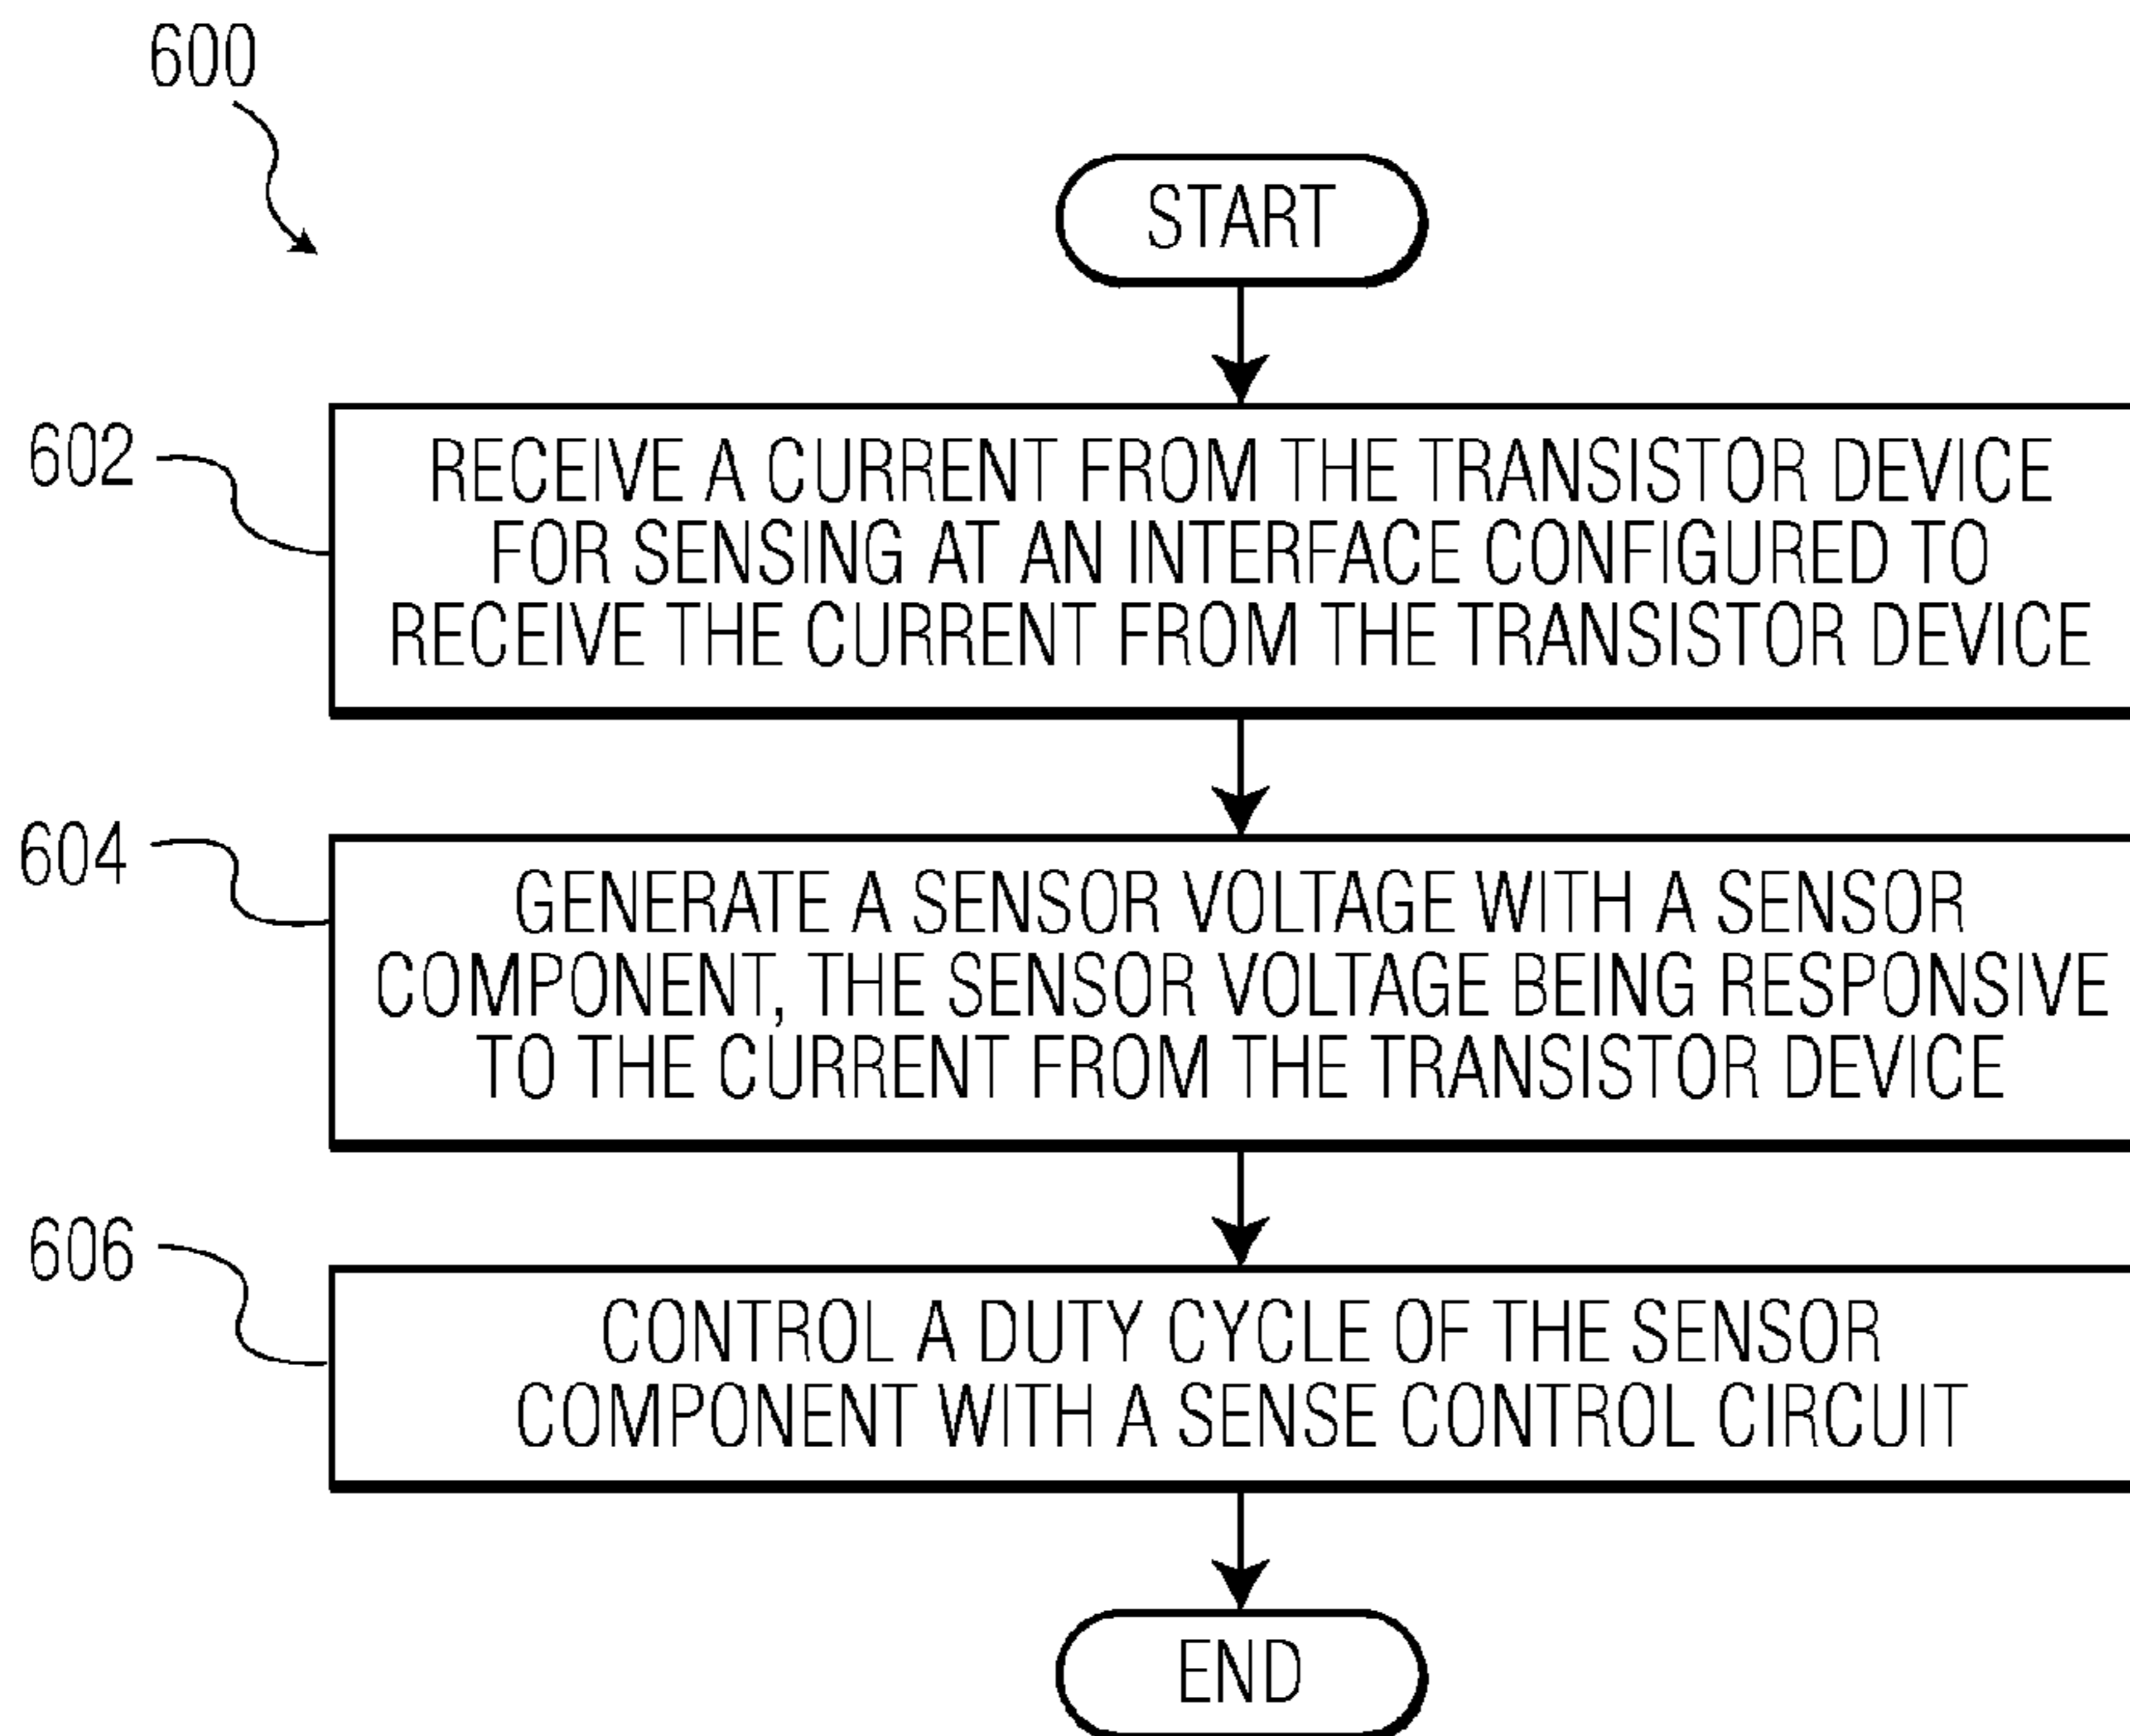 600
START
602
RECEIVE A CURRENT FROM THE TRANSISTOR DEVICE
FOR SENSING AT AN INTERFACE CONFIGURED TO
RECEIVE THE CURRENT FROM THE TRANSISTOR DEVICE
604
GENERATE A SENSOR VOLTAGE WITH A SENSOR
COMPONENT, THE SENSOR VOLTAGE BEING RESPONSIVE
TO THE CURRENT FROM THE TRANSISTOR DEVICE
606
CONTROL A DUTY CYCLE OF THE SENSOR
COMPONENT WITH A SENSE CONTROL CIRCUIT
END